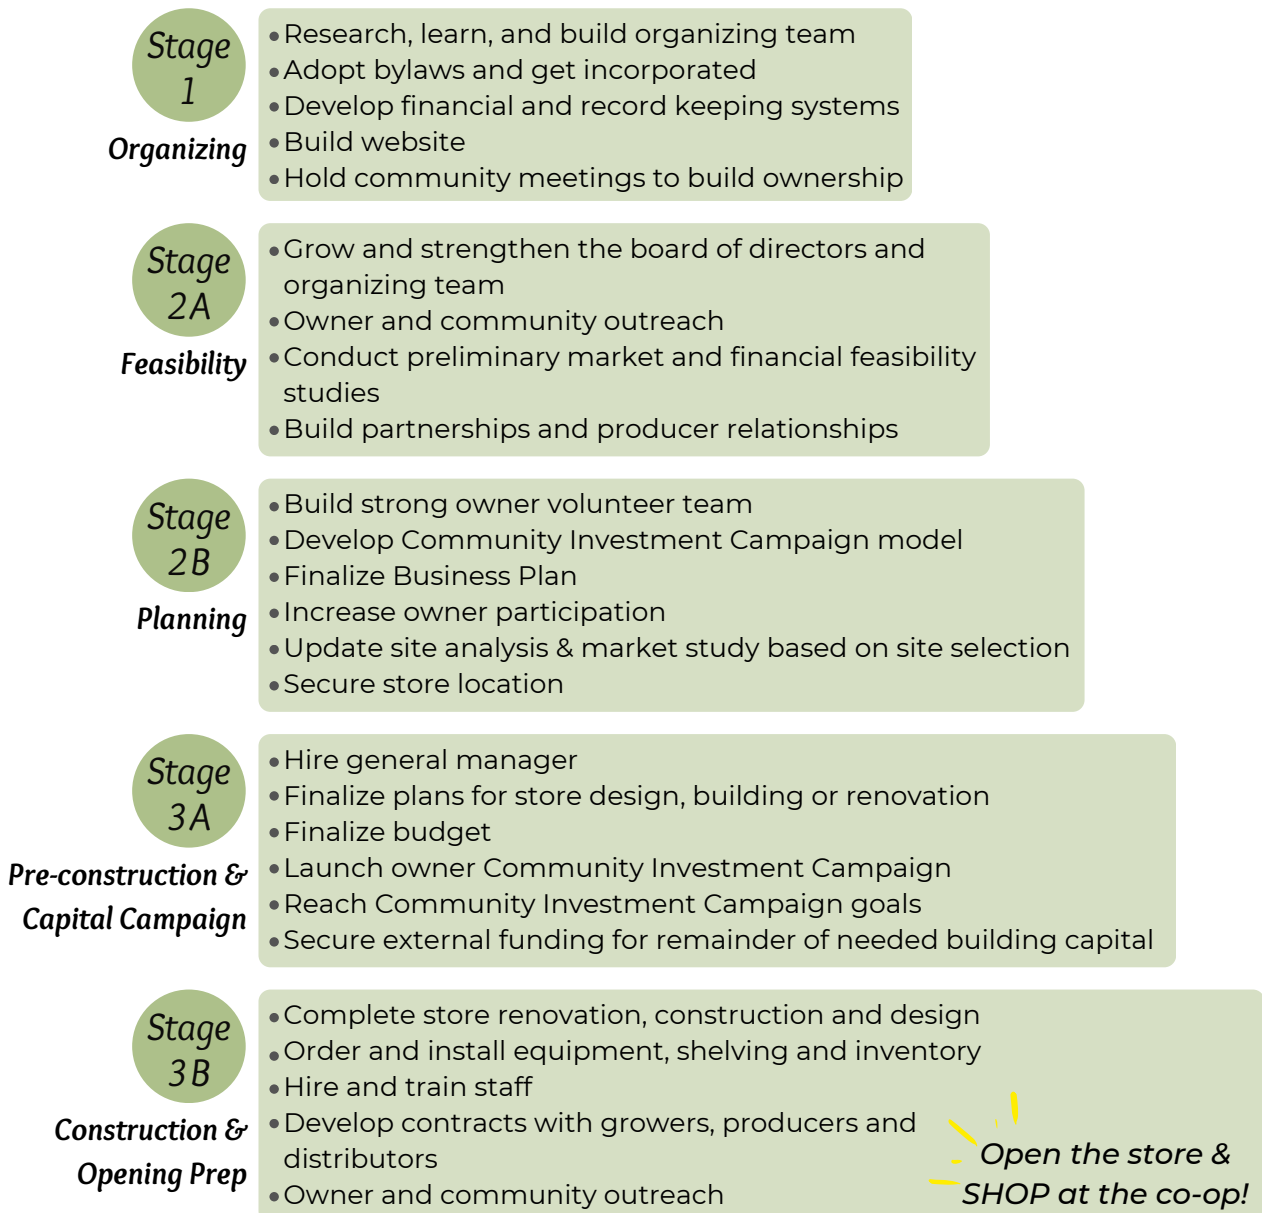 Stage
1
Organizing
• Research, learn, and build organizing team
• Adopt bylaws and get incorporated
• Develop financial and record keeping systems
• Build website
• Hold community meetings to build ownership
Stage
2A
Feasibility
• Grow and strengthen the board of directors and
organizing team
• Owner and community outreach
• Conduct preliminary market and financial feasibility
studies
• Build partnerships and producer relationships
Stage
2B
Planning
• Build strong owner volunteer team
• Develop Community Investment Campaign model
• Finalize Business Plan
• Increase owner participation
• Update site analysis & market study based on site selection
• Secure store location
Stage
3A
Pre-construction &
Capital Campaign
• Hire general manager
• Finalize plans for store design, building or renovation
• Finalize budget
• Launch owner Community Investment Campaign
• Reach Community Investment Campaign goals
• Secure external funding for remainder of needed building capital
Stage
3B
Construction &
Opening Prep
• Complete store renovation, construction and design
• Order and install equipment, shelving and inventory
• Hire and train staff
• Develop contracts with growers, producers and
distributors
• Owner and community outreach
Open the store &
SHOP at the co-op!